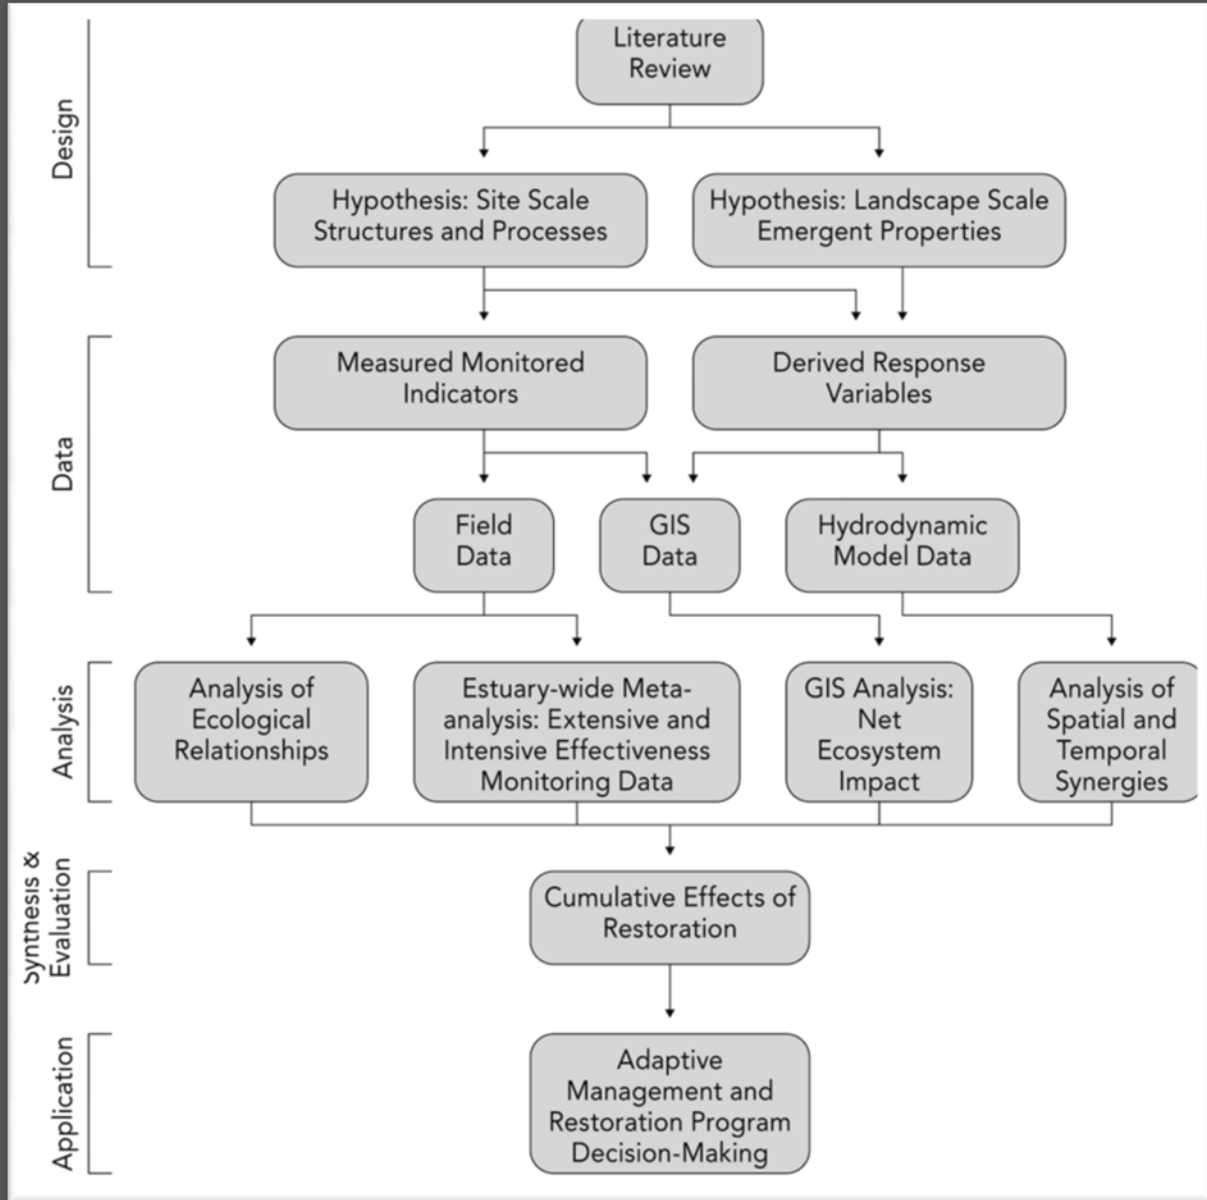 Literature
Review
Design
Hypothesis: Site Scale
Structures and Processes
Hypothesis: Landscape Scale
Emergent Properties
Data
Measured Monitored
Indicators
Derived Response
Variables
Field
Data
GIS
Data
Hydrodynamic
Model Data
Analysis
Analysis of
Ecological
Relationships
Estuary-wide Meta-
analysis: Extensive and
Intensive Effectiveness
Monitoring Data
GIS Analysis:
Net
Ecosystem
Impact
Analysis of
Spatial and
Temporal
Synergies
Synthesis &
Evaluation
Cumulative Effects of
Restoration
Application
Adaptive
Management and
Restoration Program
Decision-Making